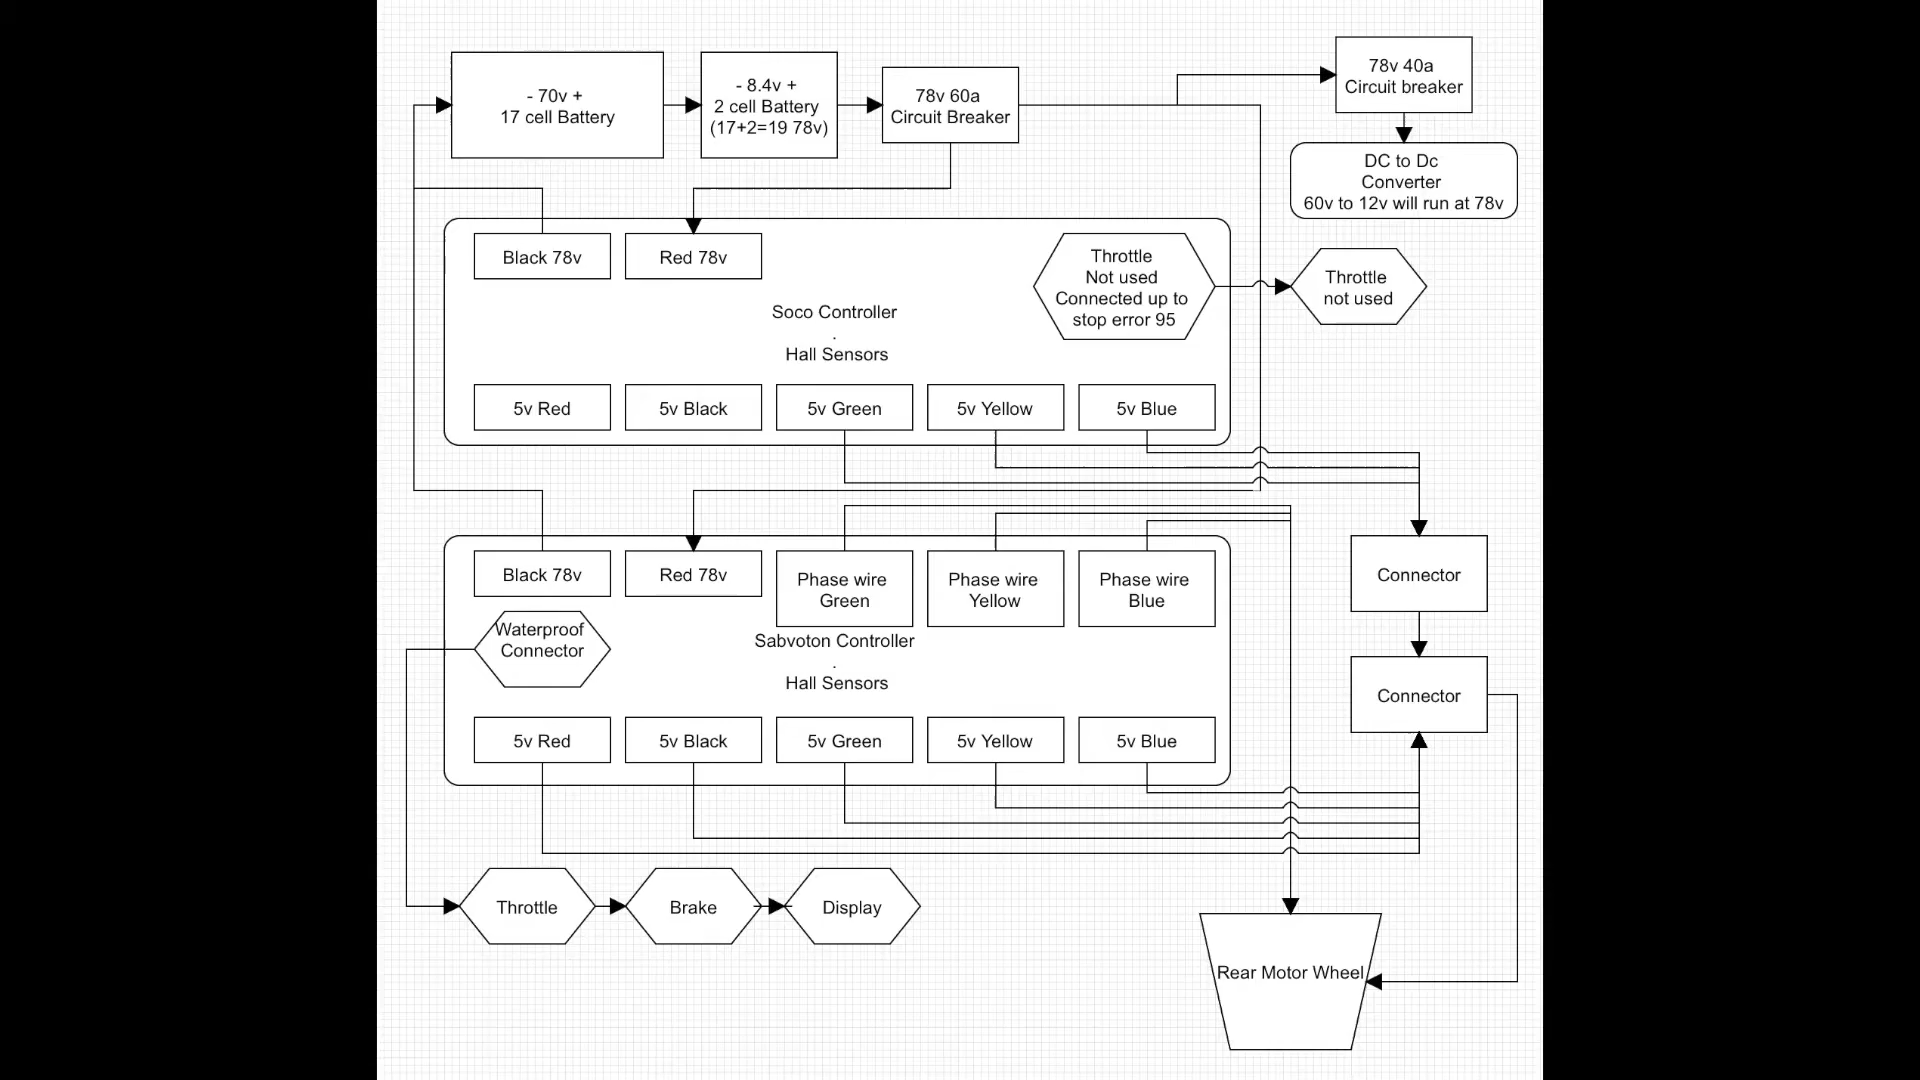 - 70v +
17 cell Battery
- 8.4v +
2 cell Battery
(17+2=19 78v)
78v 60a
Circuit Breaker
78v 40a
Circuit breaker
DC to Dc
Converter
60v to 12v will run at 78v
Black 78v
Red 78v
Throttle
Not used
Connected up to
stop error 95
Throttle
not used
Soco Controller
.
Hall Sensors
5v Red
5v Black
5v Green
5v Yellow
5v Blue
Black 78v
Red 78v
Phase wire
Green
Phase wire
Yellow
Phase wire
Blue
Connector
Waterproof
Connector
Sabvoton Controller
.
Hall Sensors
Connector
5v Red
5v Black
5v Green
5v Yellow
5v Blue
Throttle
Brake
Display
Rear Motor Wheel